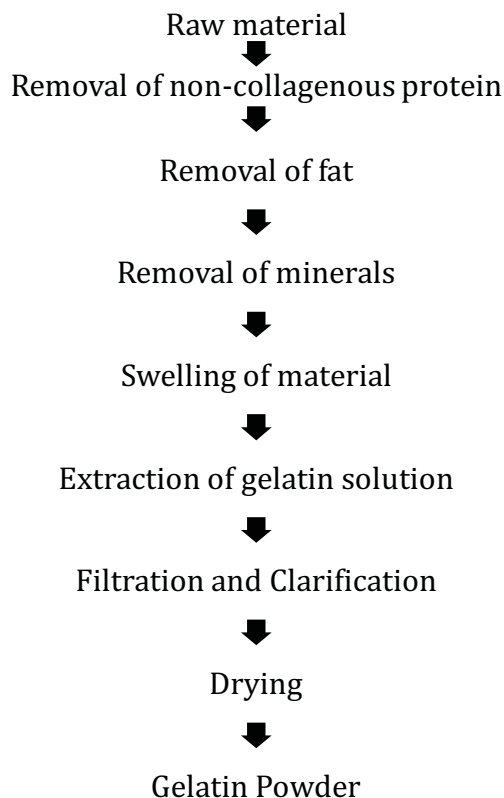 Raw material
Removal of non-collagenous protein
Removal of fat
Removal of minerals
Swelling of material
Extraction of gelatin solution
Filtration and Clarification
Drying
Gelatin Powder